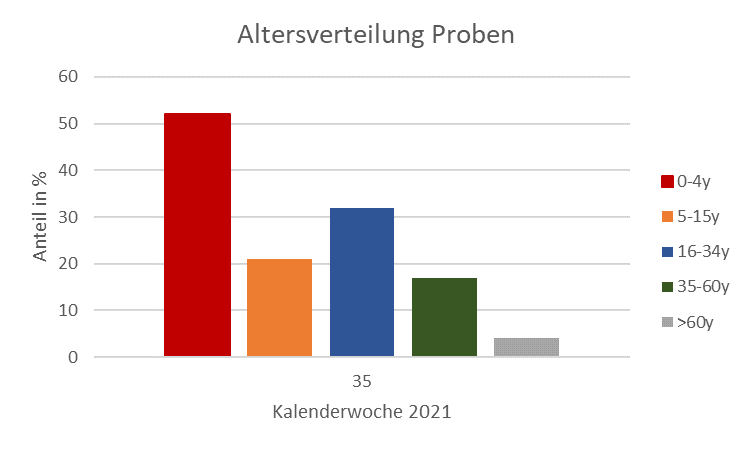 Altersverteilung Proben
60
50
40
30
20
10
0
Anteil in %
35
Kalenderwoche 2021
0-4y
5-15y
16-34y
35-60y
>60y